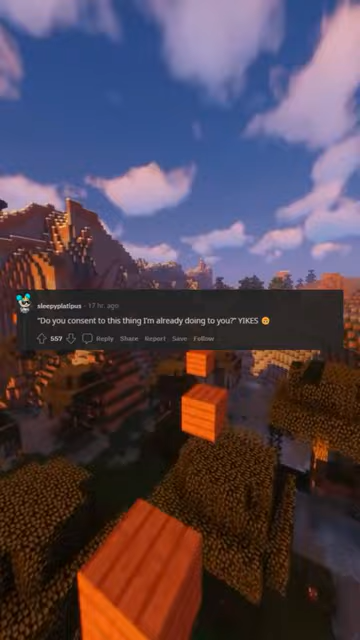 sleepyplatipus · 17 hr. ago
"Do you consent to this thing I'm already doing to you?" YIKES 🙃
557 Reply Share Report Save Follow